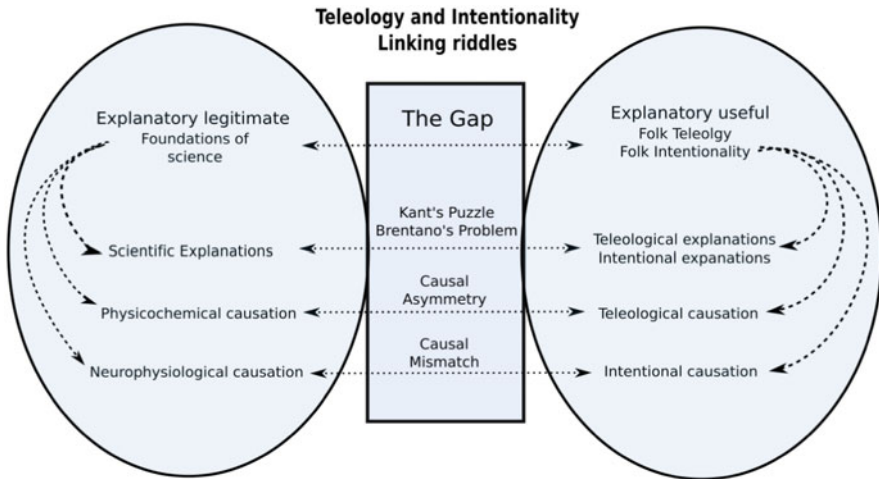 Teleology and Intentionality
Linking riddles
Explanatory legitimate
Foundations of
science
The Gap
Explanatory useful
Folk Teleolgy
Folk Intentionality
Kant's Puzzle
Brentano's Problem
Scientific Explanations
Teleological explanations
Intentional expanations
Causal
Asymmetry
Physicochemical causation
Teleological causation
Causal
Mismatch
Neurophysiological causation
Intentional causation